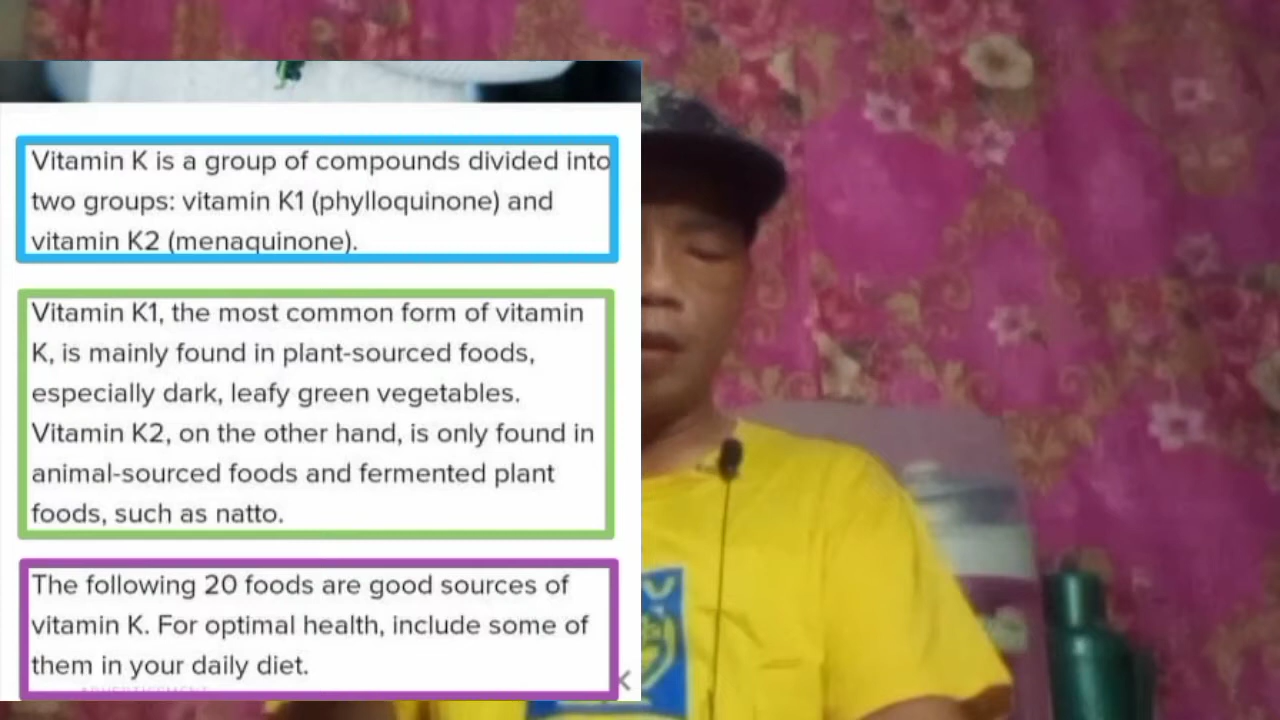 Vitamin K is a group of compounds divided into
two groups: vitamin K1 (phylloquinone) and
vitamin K2 (menaquinone).
Vitamin K1, the most common form of vitamin
K, is mainly found in plant-sourced foods,
especially dark, leafy green vegetables.
Vitamin K2, on the other hand, is only found in
animal-sourced foods and fermented plant
foods, such as natto.
The following 20 foods are good sources of
vitamin K. For optimal health, include some of
them in your daily diet.
ADVERTISEMENT